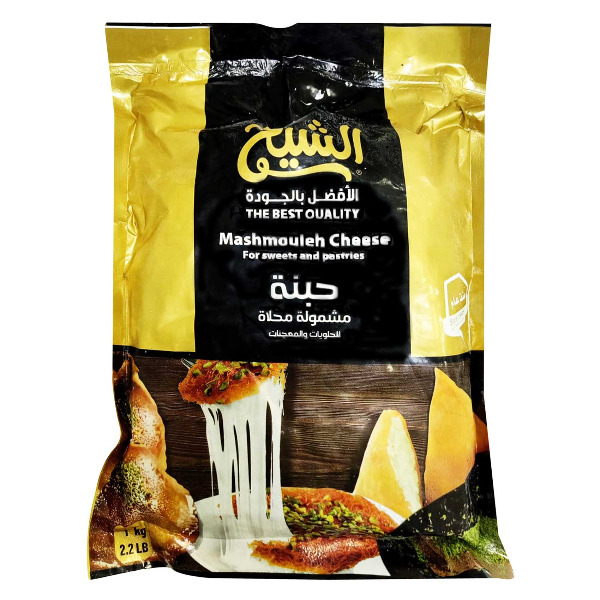 الشيخ
®
الأفضل بالجودة
THE BEST QUALITY
Mashmouleh Cheese
For sweets and pastries
جبنة
مشمولة محلاة
للحلويات والمعجنات
1 kg
2.2 LB